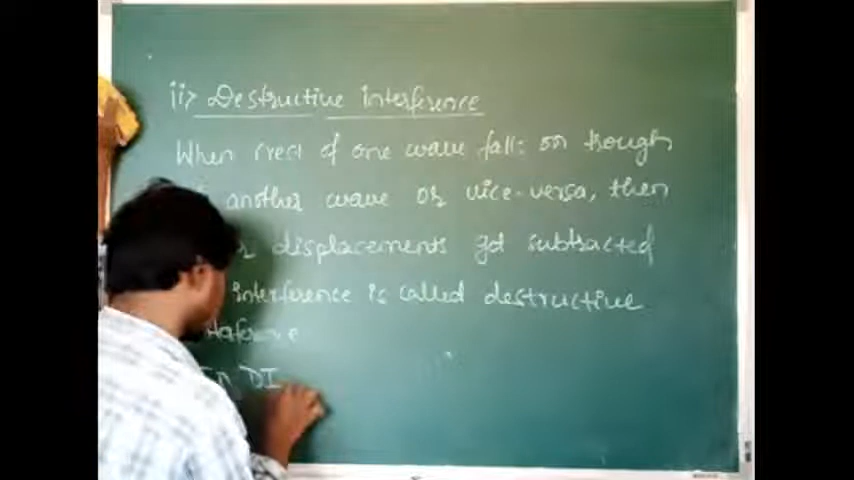 ii> Destructive interference
When crest of one wave falls on trough
another wave or vice-versa, then
displacements get subtracted
interference is called destructive
In DI